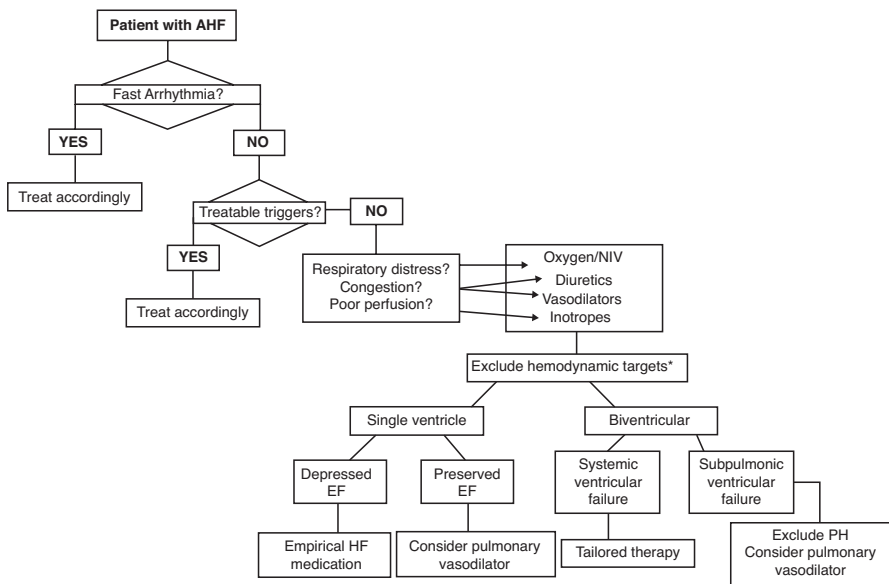 Patient with AHF
Fast Arrhythmia?
YES
NO
Treat accordingly
Treatable triggers?
NO
YES
Treat accordingly
Respiratory distress?
Congestion?
Poor perfusion?
Oxygen/NIV
Diuretics
Vasodilators
Inotropes
Exclude hemodynamic targets*
Single ventricle
Biventricular
Depressed
EF
Preserved
EF
Systemic
ventricular
failure
Subpulmonic
ventricular
failure
Empirical HF
medication
Consider pulmonary
vasodilator
Tailored therapy
Exclude PH
Consider pulmonary
vasodilator